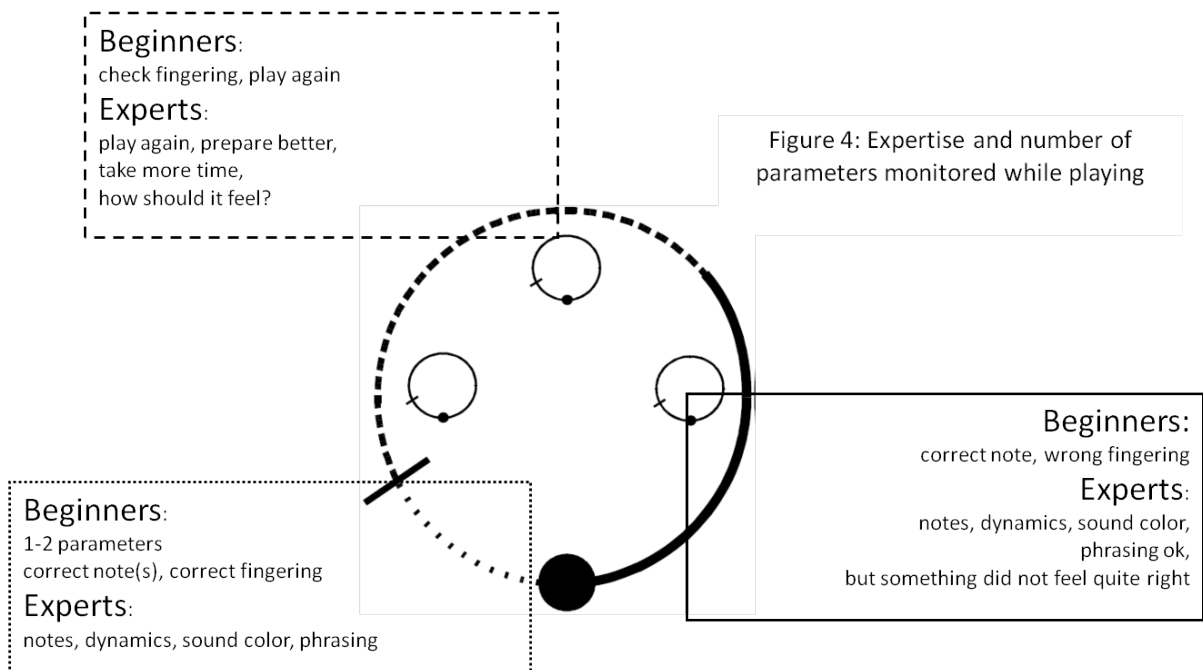 Beginners:
check fingering, play again
Experts:
play again, prepare better,
take more time,
how should it feel?
Figure 4: Expertise and number of
parameters monitored while playing
Beginners:
correct note, wrong fingering
Experts:
notes, dynamics, sound color,
phrasing ok,
but something did not feel quite right
Beginners:
1-2 parameters
correct note(s), correct fingering
Experts:
notes, dynamics, sound color, phrasing